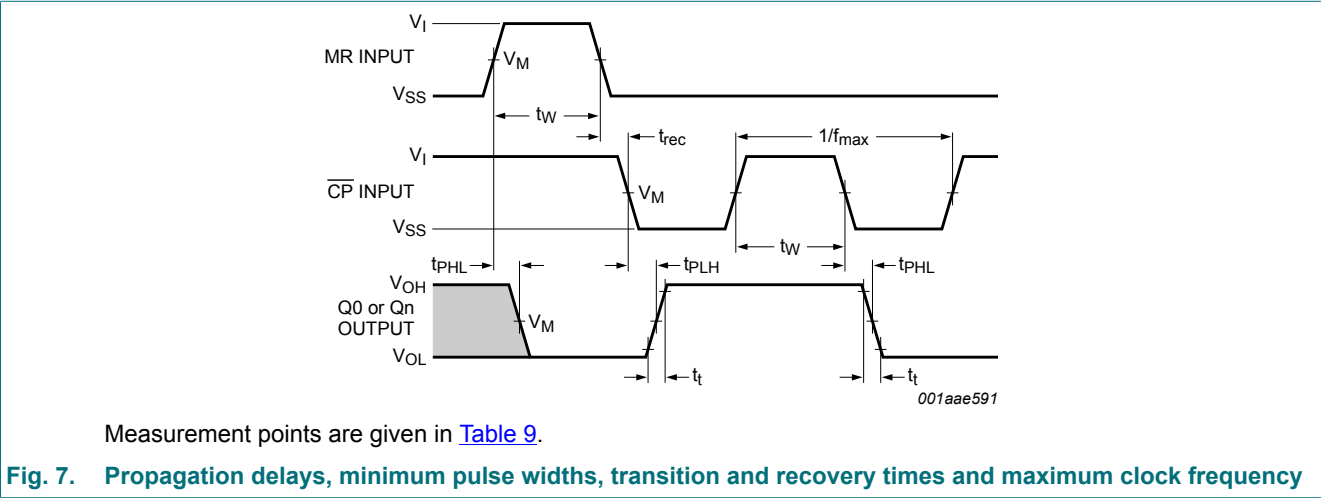 V_I
MR INPUT
V_M
V_SS
t_W
t_rec
1/f_max
V_I
C̅P̅ INPUT
V_M
V_SS
t_W
t_PHL
t_PLH
t_PHL
V_OH
Q0 or Qn
OUTPUT
V_M
V_OL
t_t
t_t
001aae591
Measurement points are given in Table 9.
Fig. 7. Propagation delays, minimum pulse widths, transition and recovery times and maximum clock frequency